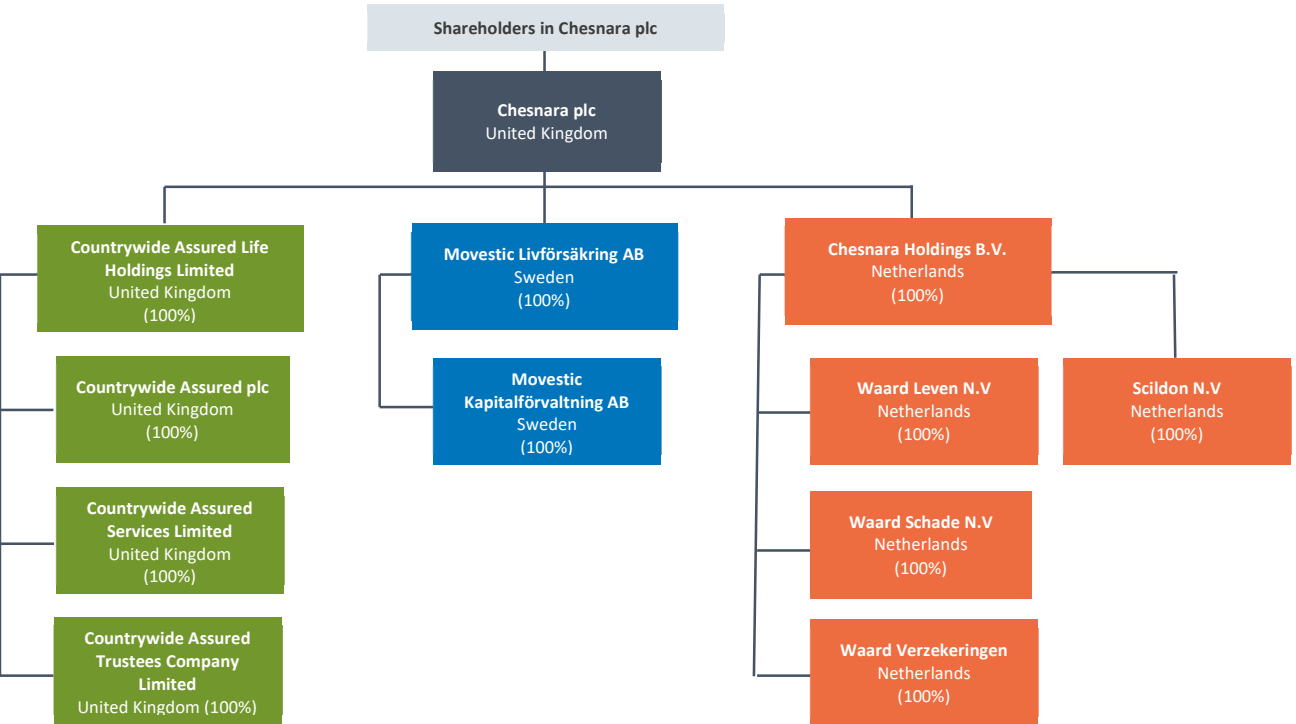 Shareholders in Chesnara plc
Chesnara plc
United Kingdom
Countrywide Assured Life
Holdings Limited
United Kingdom
(100%)
Movestic Livförsäkring AB
Sweden
(100%)
Chesnara Holdings B.V.
Netherlands
(100%)
Countrywide Assured plc
United Kingdom
(100%)
Movestic
Kapitalförvaltning AB
Sweden
(100%)
Waard Leven N.V
Netherlands
(100%)
Scildon N.V
Netherlands
(100%)
Countrywide Assured
Services Limited
United Kingdom
(100%)
Waard Schade N.V
Netherlands
(100%)
Countrywide Assured
Trustees Company
Limited
United Kingdom (100%)
Waard Verzekeringen
Netherlands
(100%)